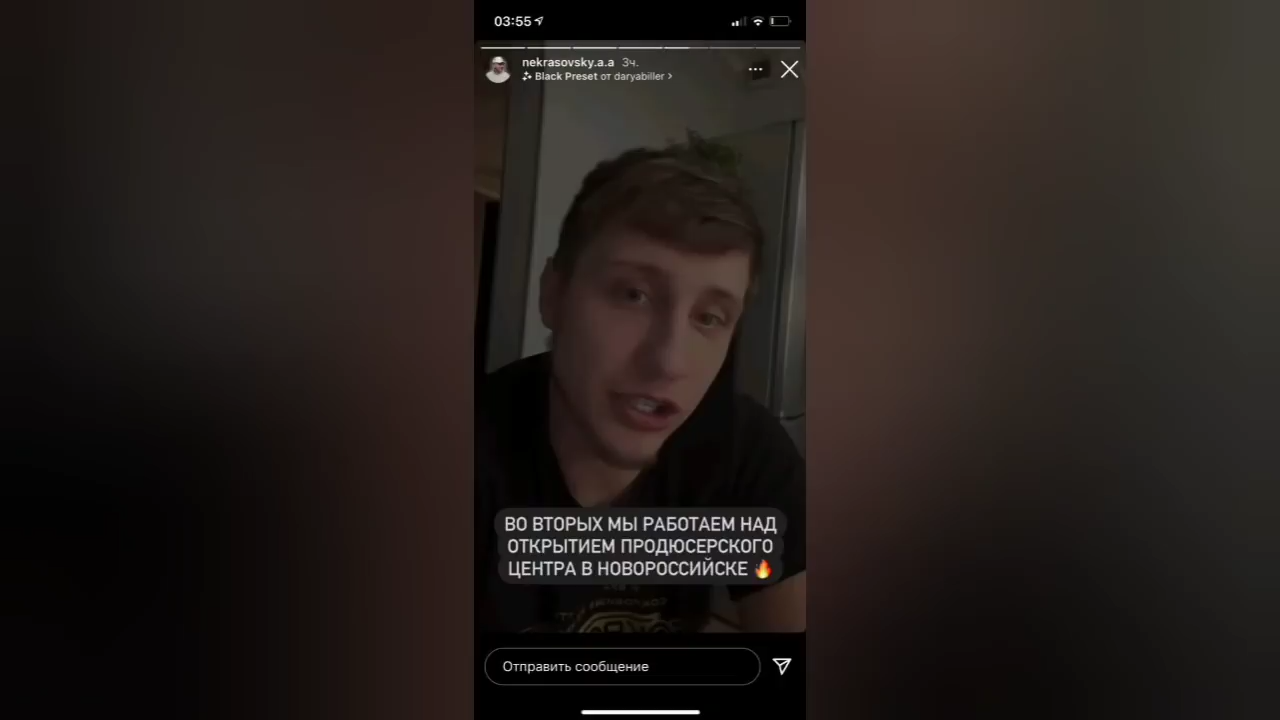 03:55
nekrasovsky.a.a 3ч.
Black Preset от daryabiller >
ВО ВТОРЫХ МЫ РАБОТАЕМ НАД
ОТКРЫТИЕМ ПРОДЮСЕРСКОГО
ЦЕНТРА В НОВОРОССИЙСКЕ 🔥
Отправить сообщение